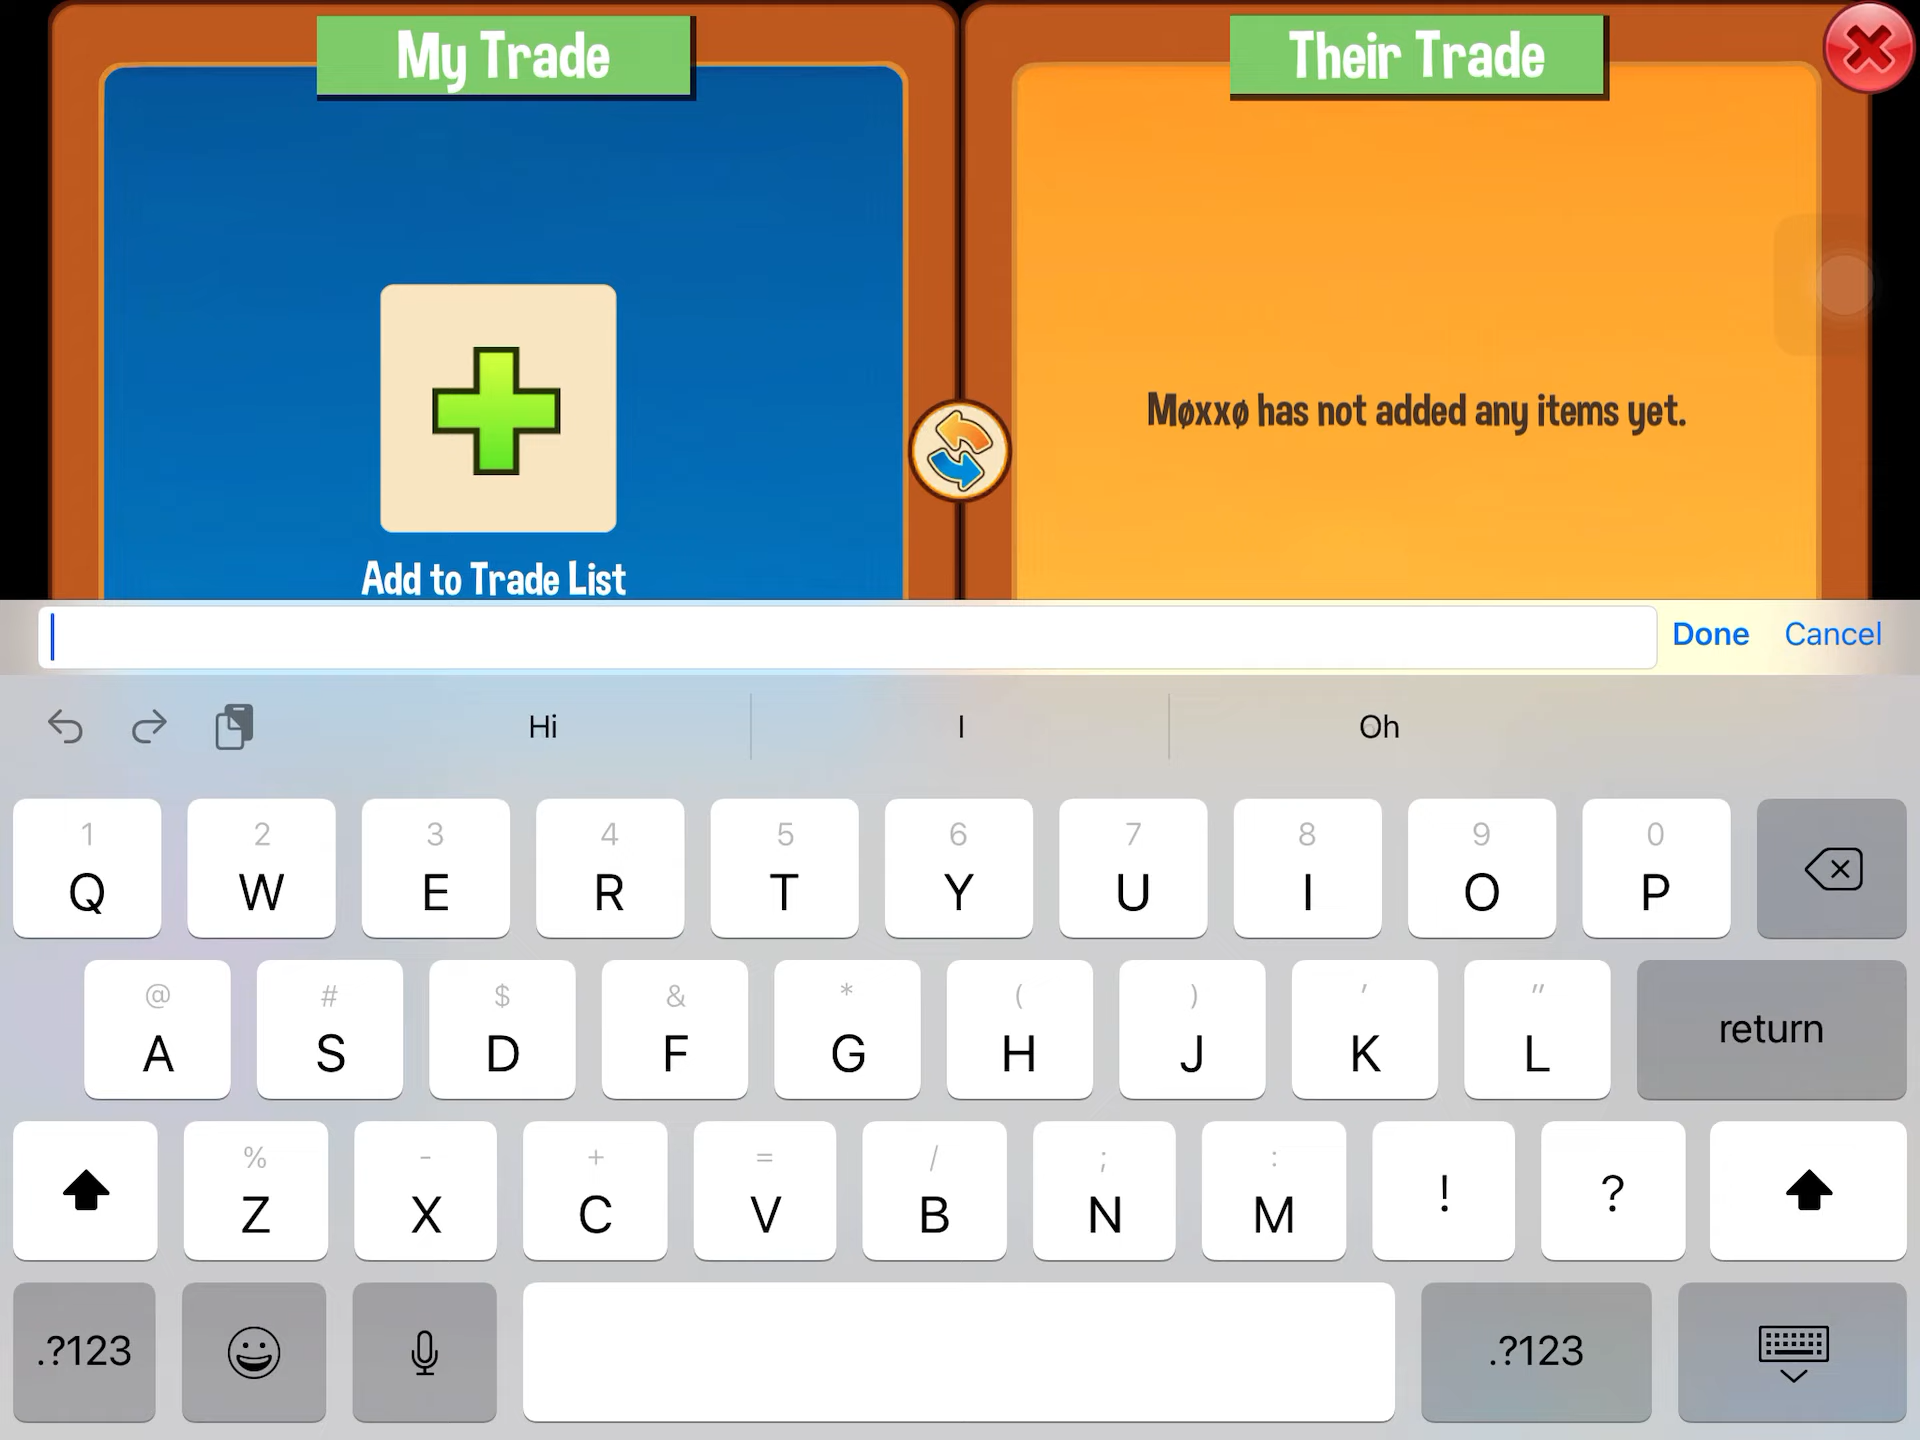 My Trade
Their Trade
Møxxø has not added any items yet.
Add to Trade List
Done Cancel
Hi I Oh
1 2 3 4 5 6 7 8 9 0
Q W E R T Y U I O P
@ # $ & * ( ) ' "
A S D F G H J K L return
% - + = / ; :
Z X C V B N M ! ?
.?123 .?123